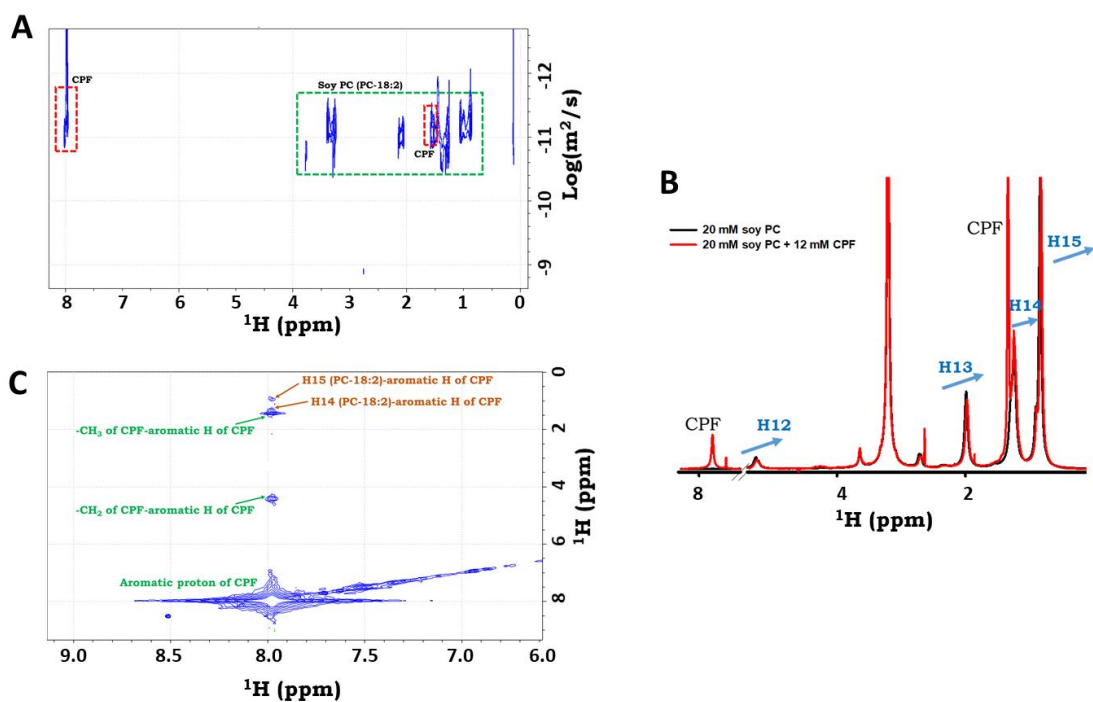 A
CPF
Soy PC (PC-18:2)
CPF
-12
-11
-10
-9
Log(m²/s)
8 7 6 5 4 3 2 1 0
¹H (ppm)
B
20 mM soy PC
20 mM soy PC + 12 mM CPF
CPF
H15
H14
H13
CPF
H12
8 4 2
¹H (ppm)
C
H15 (PC-18:2)-aromatic H of CPF
H14 (PC-18:2)-aromatic H of CPF
-CH₃ of CPF-aromatic H of CPF
-CH₂ of CPF-aromatic H of CPF
Aromatic proton of CPF
0
2
4
6
8
¹H (ppm)
9.0 8.5 8.0 7.5 7.0 6.0
¹H (ppm)